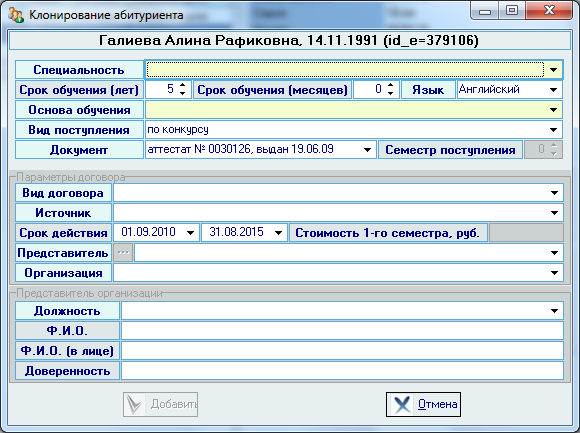 Клонирование абитуриента
Галиева Алина Рафиковна, 14.11.1991 (id_e=379106)
Специальность
Срок обучения (лет) 5 Срок обучения (месяцев) 0 Язык Английский
Основа обучения
Вид поступления по конкурсу
Документ аттестат № 0030126, выдан 19.06.09 Семестр поступления 0
Параметры договора
Вид договора
Источник
Срок действия 01.09.2010 31.08.2015 Стоимость 1-го семестра, руб.
Представитель ...
Организация
Представитель организации
Должность
Ф.И.О.
Ф.И.О. (в лице)
Доверенность
Добавить Отмена